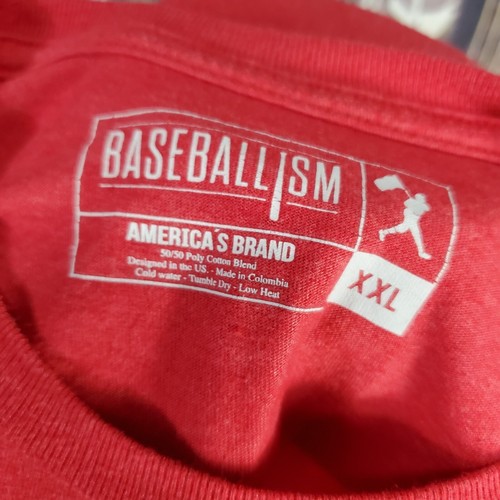 BASEBALLISM
AMERICA'S BRAND
50/50 Poly Cotton Blend
Designed in the US. - Made in Colombia
Cold water - Tumble Dry - Low Heat
XXL